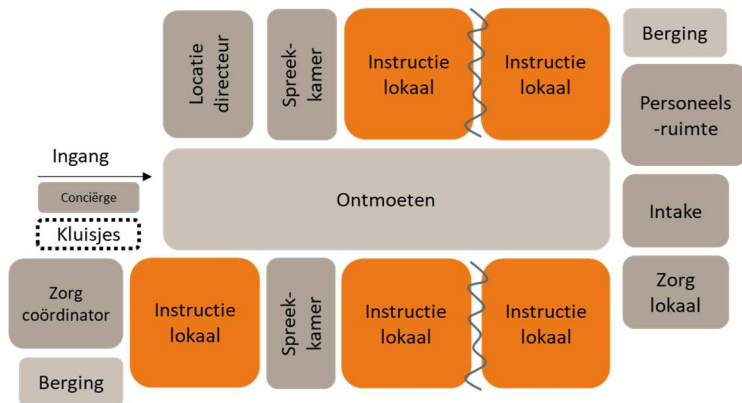 Locatie
directeur
Spreek-
kamer
Instructie
lokaal
Instructie
lokaal
Berging
Personeels
-ruimte
Ingang
Conciërge
Kluisjes
Ontmoeten
Intake
Zorg
coördinator
Instructie
lokaal
Spreek-
kamer
Instructie
lokaal
Instructie
lokaal
Zorg
lokaal
Berging